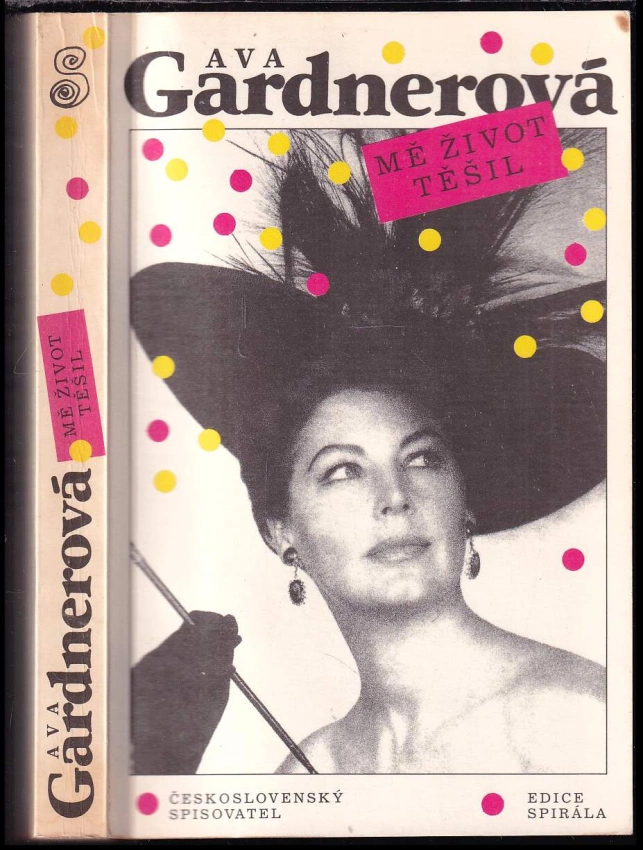 AVA
Gardnerová
MĚ ŽIVOT
TĚŠIL
ČESKOSLOVENSKÝ
SPISOVATEL
EDICE
SPIRÁLA
AVA
Gardnerová
MĚ ŽIVOT
TĚŠIL